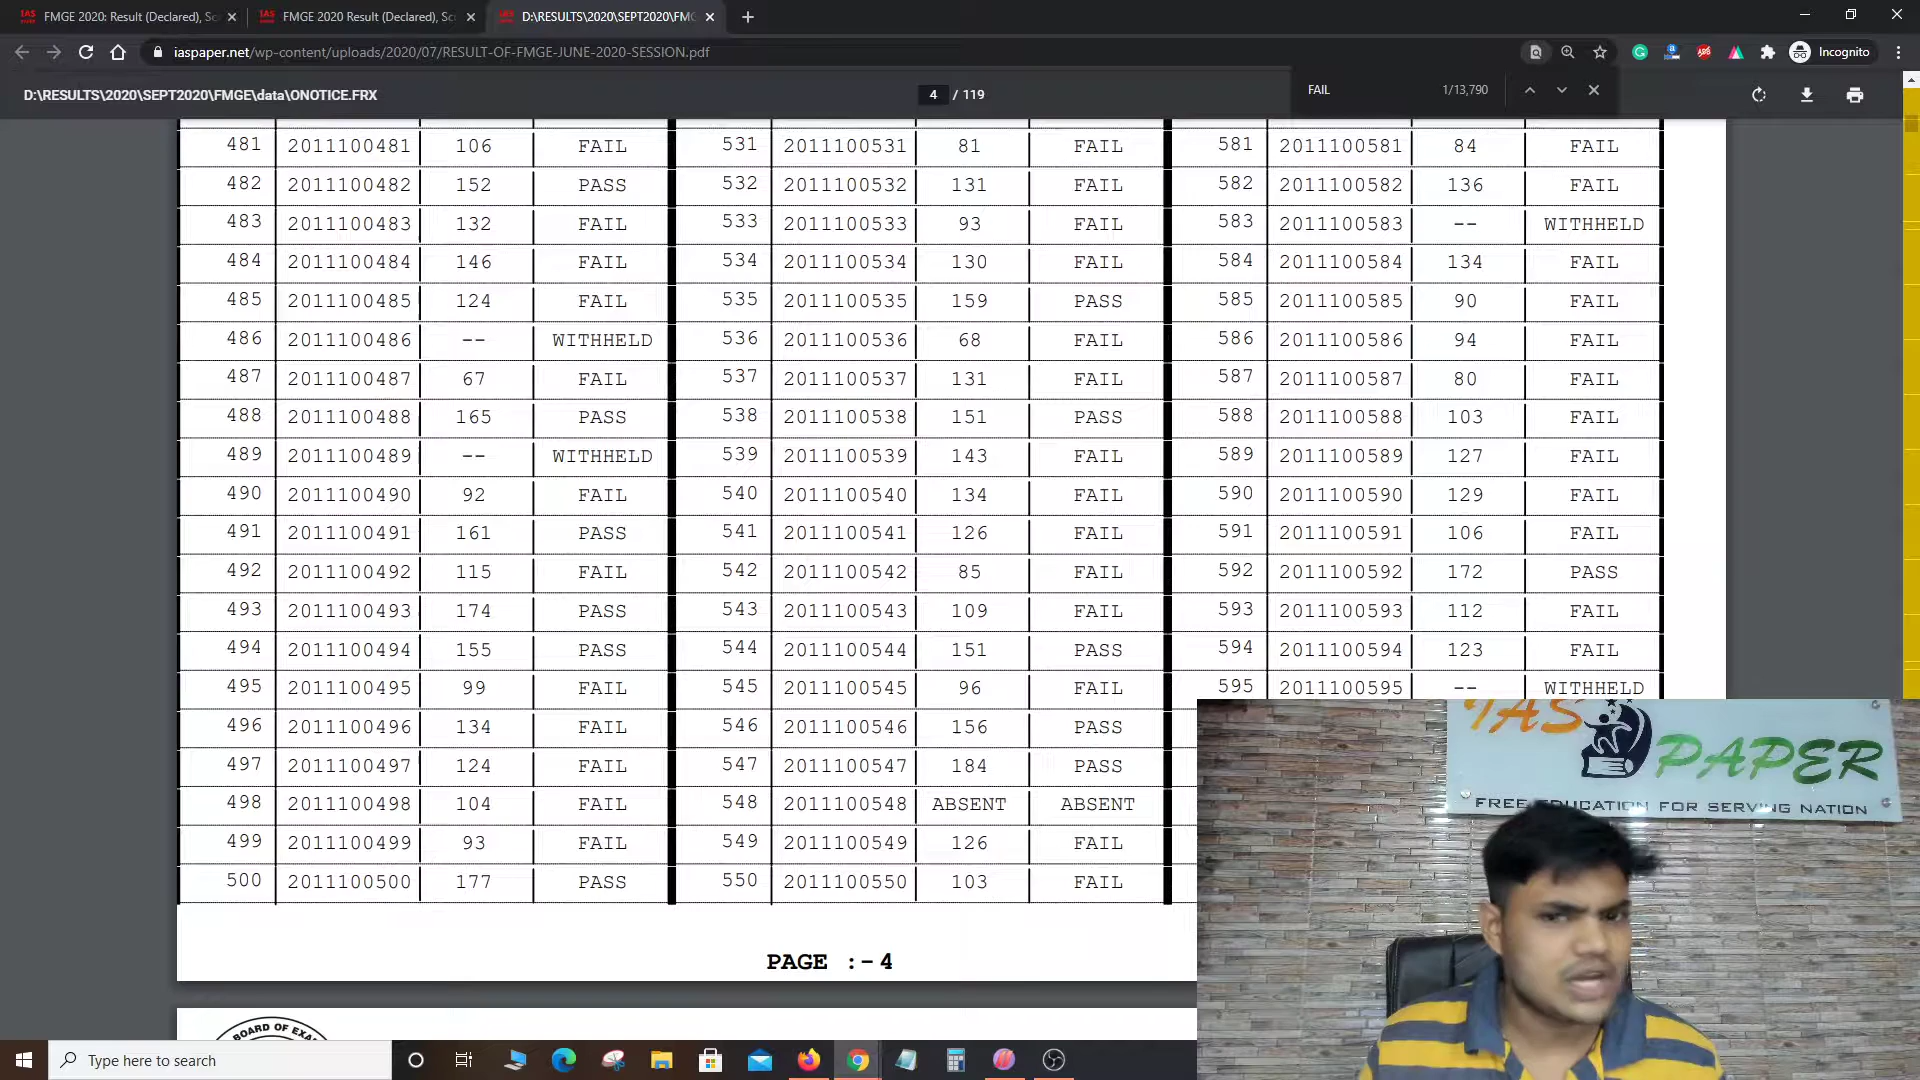 FMGE 2020: Result (Declared), Sc
FMGE 2020 Result (Declared), Sc
D:\RESULTS\2020\SEPT2020\FMG
iaspaper.net/wp-content/uploads/2020/07/RESULT-OF-FMGE-JUNE-2020-SESSION.pdf
Incognito
D:\RESULTS\2020\SEPT2020\FMGE\data\ONOTICE.FRX
4 / 119
FAIL 1/13,790
481 2011100481 106 FAIL 531 2011100531 81 FAIL 581 2011100581 84 FAIL
482 2011100482 152 PASS 532 2011100532 131 FAIL 582 2011100582 136 FAIL
483 2011100483 132 FAIL 533 2011100533 93 FAIL 583 2011100583 -- WITHHELD
484 2011100484 146 FAIL 534 2011100534 130 FAIL 584 2011100584 134 FAIL
485 2011100485 124 FAIL 535 2011100535 159 PASS 585 2011100585 90 FAIL
486 2011100486 -- WITHHELD 536 2011100536 68 FAIL 586 2011100586 94 FAIL
487 2011100487 67 FAIL 537 2011100537 131 FAIL 587 2011100587 80 FAIL
488 2011100488 165 PASS 538 2011100538 151 PASS 588 2011100588 103 FAIL
489 2011100489 -- WITHHELD 539 2011100539 143 FAIL 589 2011100589 127 FAIL
490 2011100490 92 FAIL 540 2011100540 134 FAIL 590 2011100590 129 FAIL
491 2011100491 161 PASS 541 2011100541 126 FAIL 591 2011100591 106 FAIL
492 2011100492 115 FAIL 542 2011100542 85 FAIL 592 2011100592 172 PASS
493 2011100493 174 PASS 543 2011100543 109 FAIL 593 2011100593 112 FAIL
494 2011100494 155 PASS 544 2011100544 151 PASS 594 2011100594 123 FAIL
495 2011100495 99 FAIL 545 2011100545 96 FAIL 595 2011100595 -- WITHHELD
496 2011100496 134 FAIL 546 2011100546 156 PASS
497 2011100497 124 FAIL 547 2011100547 184 PASS
498 2011100498 104 FAIL 548 2011100548 ABSENT ABSENT
499 2011100499 93 FAIL 549 2011100549 126 FAIL
500 2011100500 177 PASS 550 2011100550 103 FAIL
PAGE :- 4
BOARD OF EXA
IAS PAPER
FREE EDUCATION FOR SERVING NATION
Type here to search